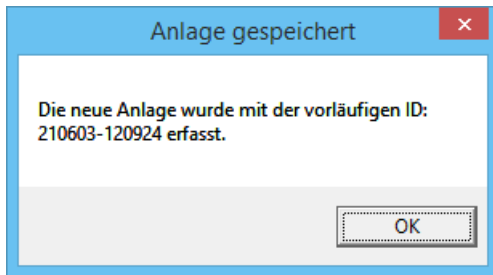 Anlage gespeichert
Die neue Anlage wurde mit der vorläufigen ID:
210603-120924 erfasst.
OK